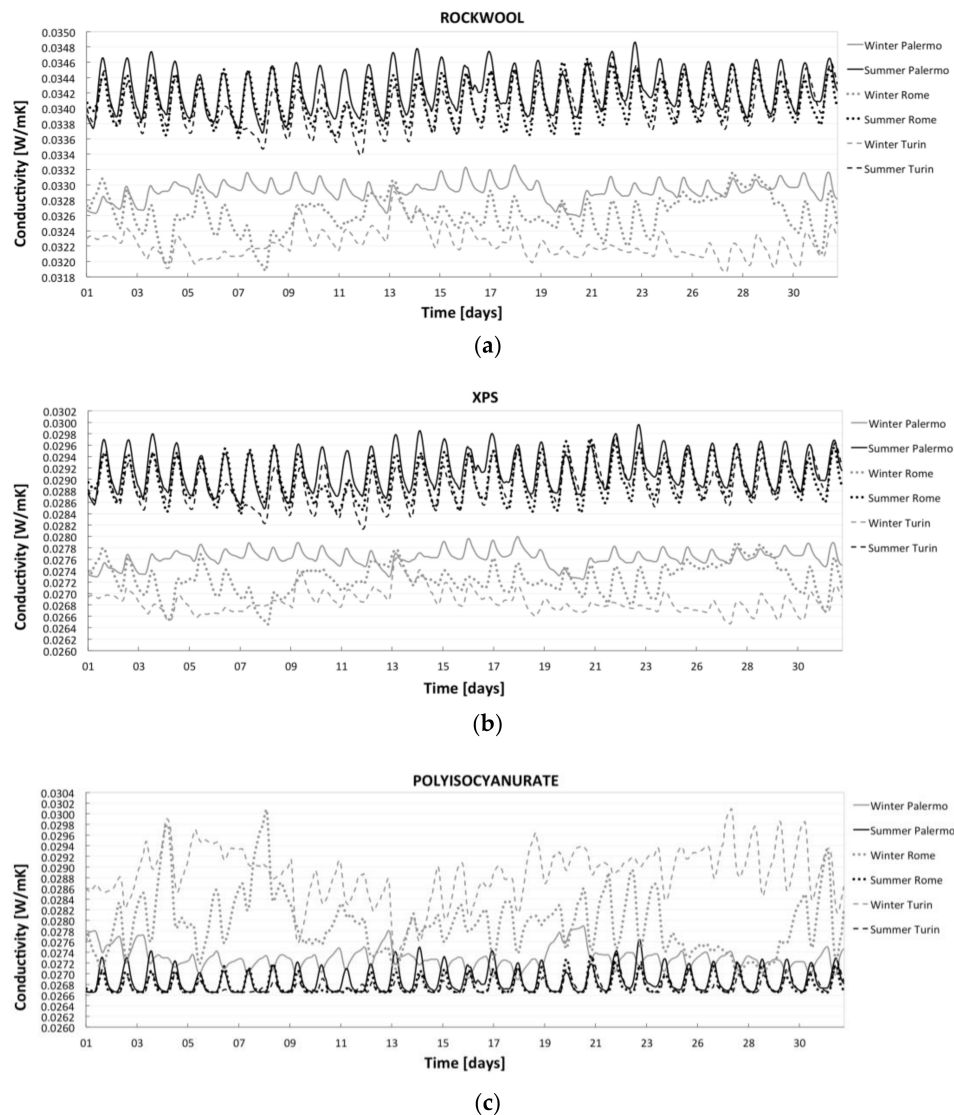 ROCKWOOL
0.0350
0.0348
0.0346
0.0344
0.0342
0.0340
0.0338
0.0336
0.0334
0.0332
0.0330
0.0328
0.0326
0.0324
0.0322
0.0320
0.0318
Conductivity [W/mK]
01 03 05 07 09 11 13 15 17 19 21 23 24 26 28 30
Time [days]
Winter Palermo
Summer Palermo
Winter Rome
Summer Rome
Winter Turin
Summer Turin
(a)
XPS
0.0302
0.0300
0.0298
0.0296
0.0294
0.0292
0.0290
0.0288
0.0286
0.0284
0.0282
0.0280
0.0278
0.0276
0.0274
0.0272
0.0270
0.0268
0.0266
0.0264
0.0262
0.0260
Conductivity [W/mK]
01 03 05 07 09 11 13 15 17 19 21 23 24 26 28 30
Time [days]
Winter Palermo
Summer Palermo
Winter Rome
Summer Rome
Winter Turin
Summer Turin
(b)
POLYISOCYANURATE
0.0304
0.0302
0.0300
0.0298
0.0296
0.0294
0.0292
0.0290
0.0288
0.0286
0.0284
0.0282
0.0280
0.0278
0.0276
0.0274
0.0272
0.0270
0.0268
0.0266
0.0264
0.0262
0.0260
Conductivity [W/mK]
01 03 05 07 09 11 13 15 17 19 21 23 24 26 28 30
Time [days]
Winter Palermo
Summer Palermo
Winter Rome
Summer Rome
Winter Turin
Summer Turin
(c)